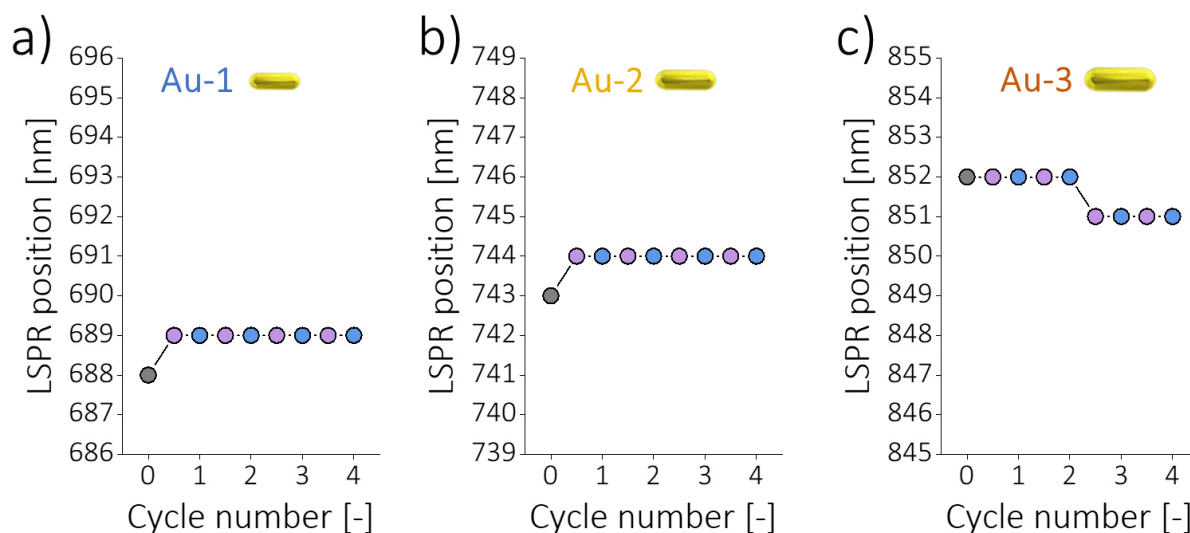 a)
Au-1
LSPR position [nm]
696
695
694
693
692
691
690
689
688
687
686
0 1 2 3 4
Cycle number [-]
b)
Au-2
LSPR position [nm]
749
748
747
746
745
744
743
742
741
740
739
0 1 2 3 4
Cycle number [-]
c)
Au-3
LSPR position [nm]
855
854
853
852
851
850
849
848
847
846
845
0 1 2 3 4
Cycle number [-]